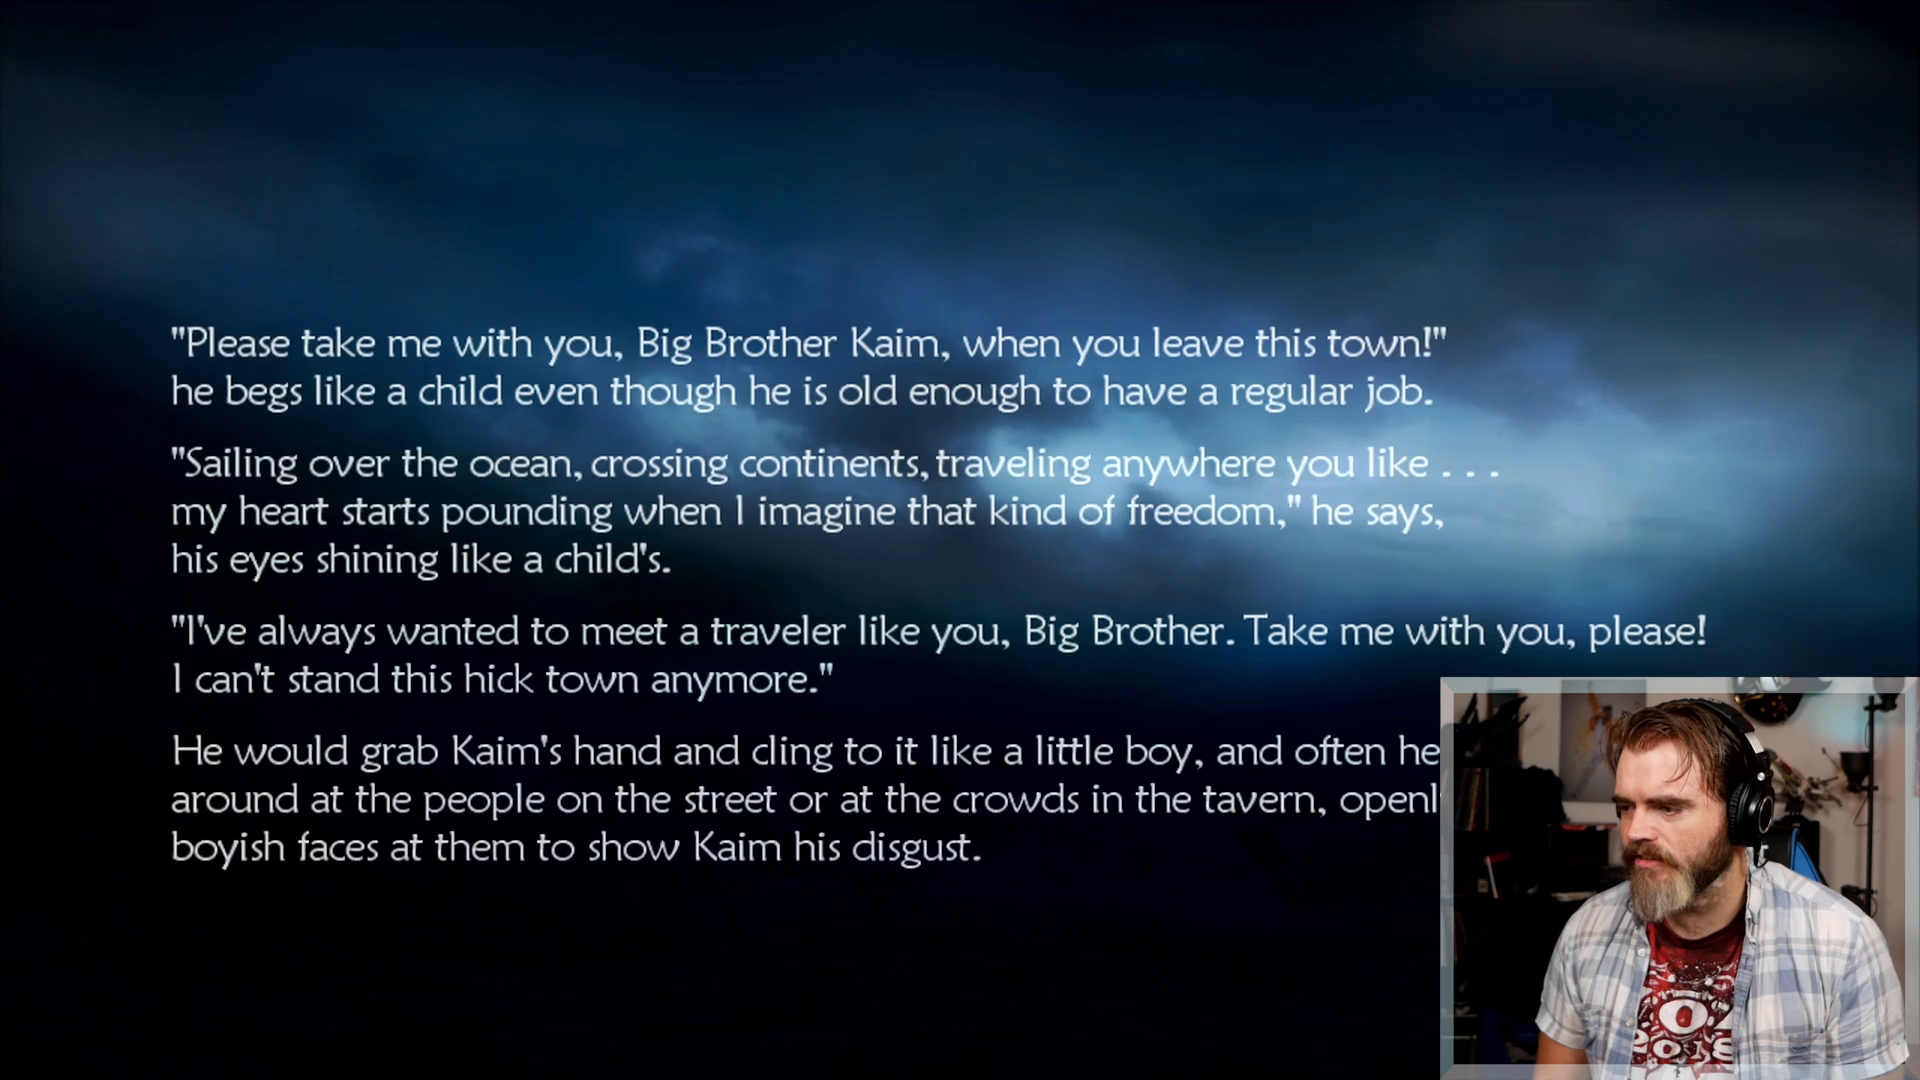 "Please take me with you, Big Brother Kaim, when you leave this town!"
he begs like a child even though he is old enough to have a regular job.
"Sailing over the ocean, crossing continents, traveling anywhere you like . . .
my heart starts pounding when I imagine that kind of freedom," he says,
his eyes shining like a child's.
"I've always wanted to meet a traveler like you, Big Brother. Take me with you, please!
I can't stand this hick town anymore."
He would grab Kaim's hand and cling to it like a little boy, and often he
around at the people on the street or at the crowds in the tavern,
boyish faces at them to show Kaim his disgust.
2018